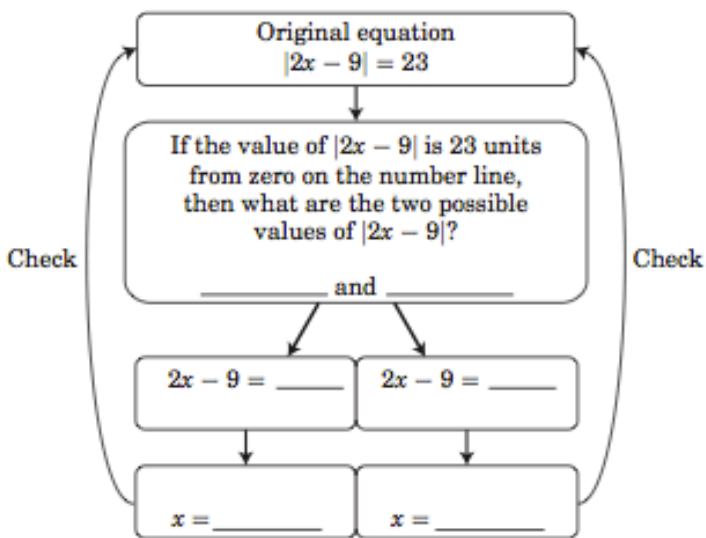 Original equation
|2x − 9| = 23
If the value of |2x − 9| is 23 units
from zero on the number line,
then what are the two possible
values of |2x − 9|?
__________ and __________
Check
Check
2x − 9 = _____
2x − 9 = _____
x = ________
x = ________